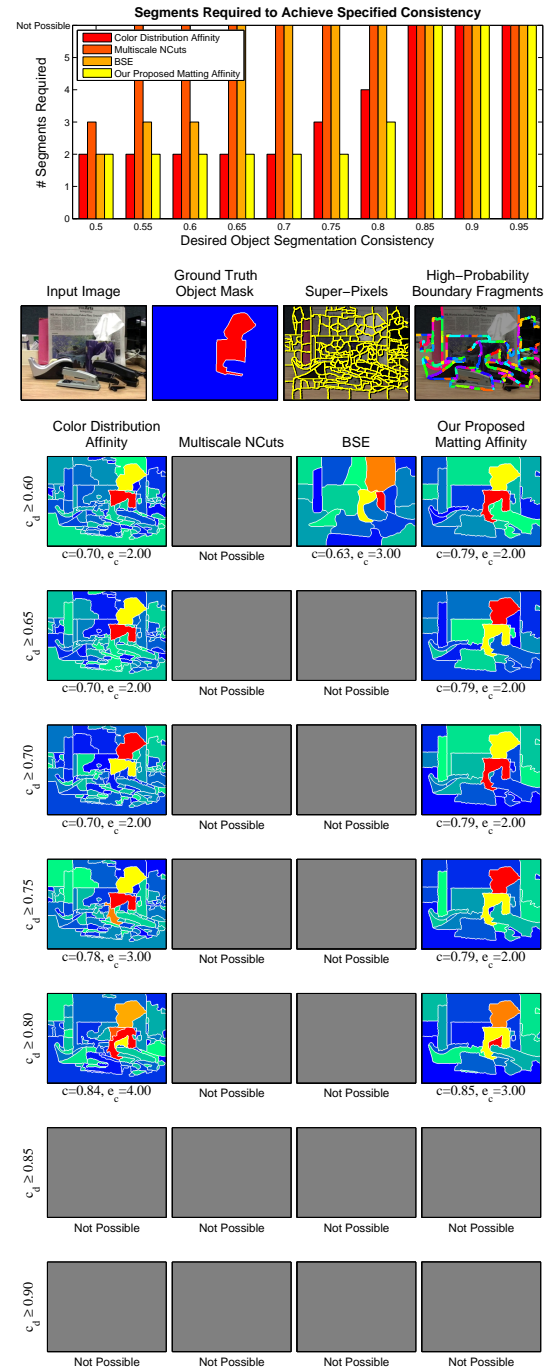 Segments Required to Achieve Specified Consistency
Not Possible
5
4
3
2
1
0
# Segments Required
Color Distribution Affinity
Multiscale NCuts
BSE
Our Proposed Matting Affinity
0.5 0.55 0.6 0.65 0.7 0.75 0.8 0.85 0.9 0.95
Desired Object Segmentation Consistency
Input Image
Ground Truth
Object Mask
Super−Pixels
High−Probability
Boundary Fragments
Color Distribution
Affinity
Multiscale NCuts
BSE
Our Proposed
Matting Affinity
c_d ≥ 0.60
c=0.70, e_c=2.00
Not Possible
c=0.63, e_c=3.00
c=0.79, e_c=2.00
c_d ≥ 0.65
c=0.70, e_c=2.00
Not Possible
Not Possible
c=0.79, e_c=2.00
c_d ≥ 0.70
c=0.70, e_c=2.00
Not Possible
Not Possible
c=0.79, e_c=2.00
c_d ≥ 0.75
c=0.78, e_c=3.00
Not Possible
Not Possible
c=0.79, e_c=2.00
c_d ≥ 0.80
c=0.84, e_c=4.00
Not Possible
Not Possible
c=0.85, e_c=3.00
c_d ≥ 0.85
Not Possible
Not Possible
Not Possible
Not Possible
c_d ≥ 0.90
Not Possible
Not Possible
Not Possible
Not Possible